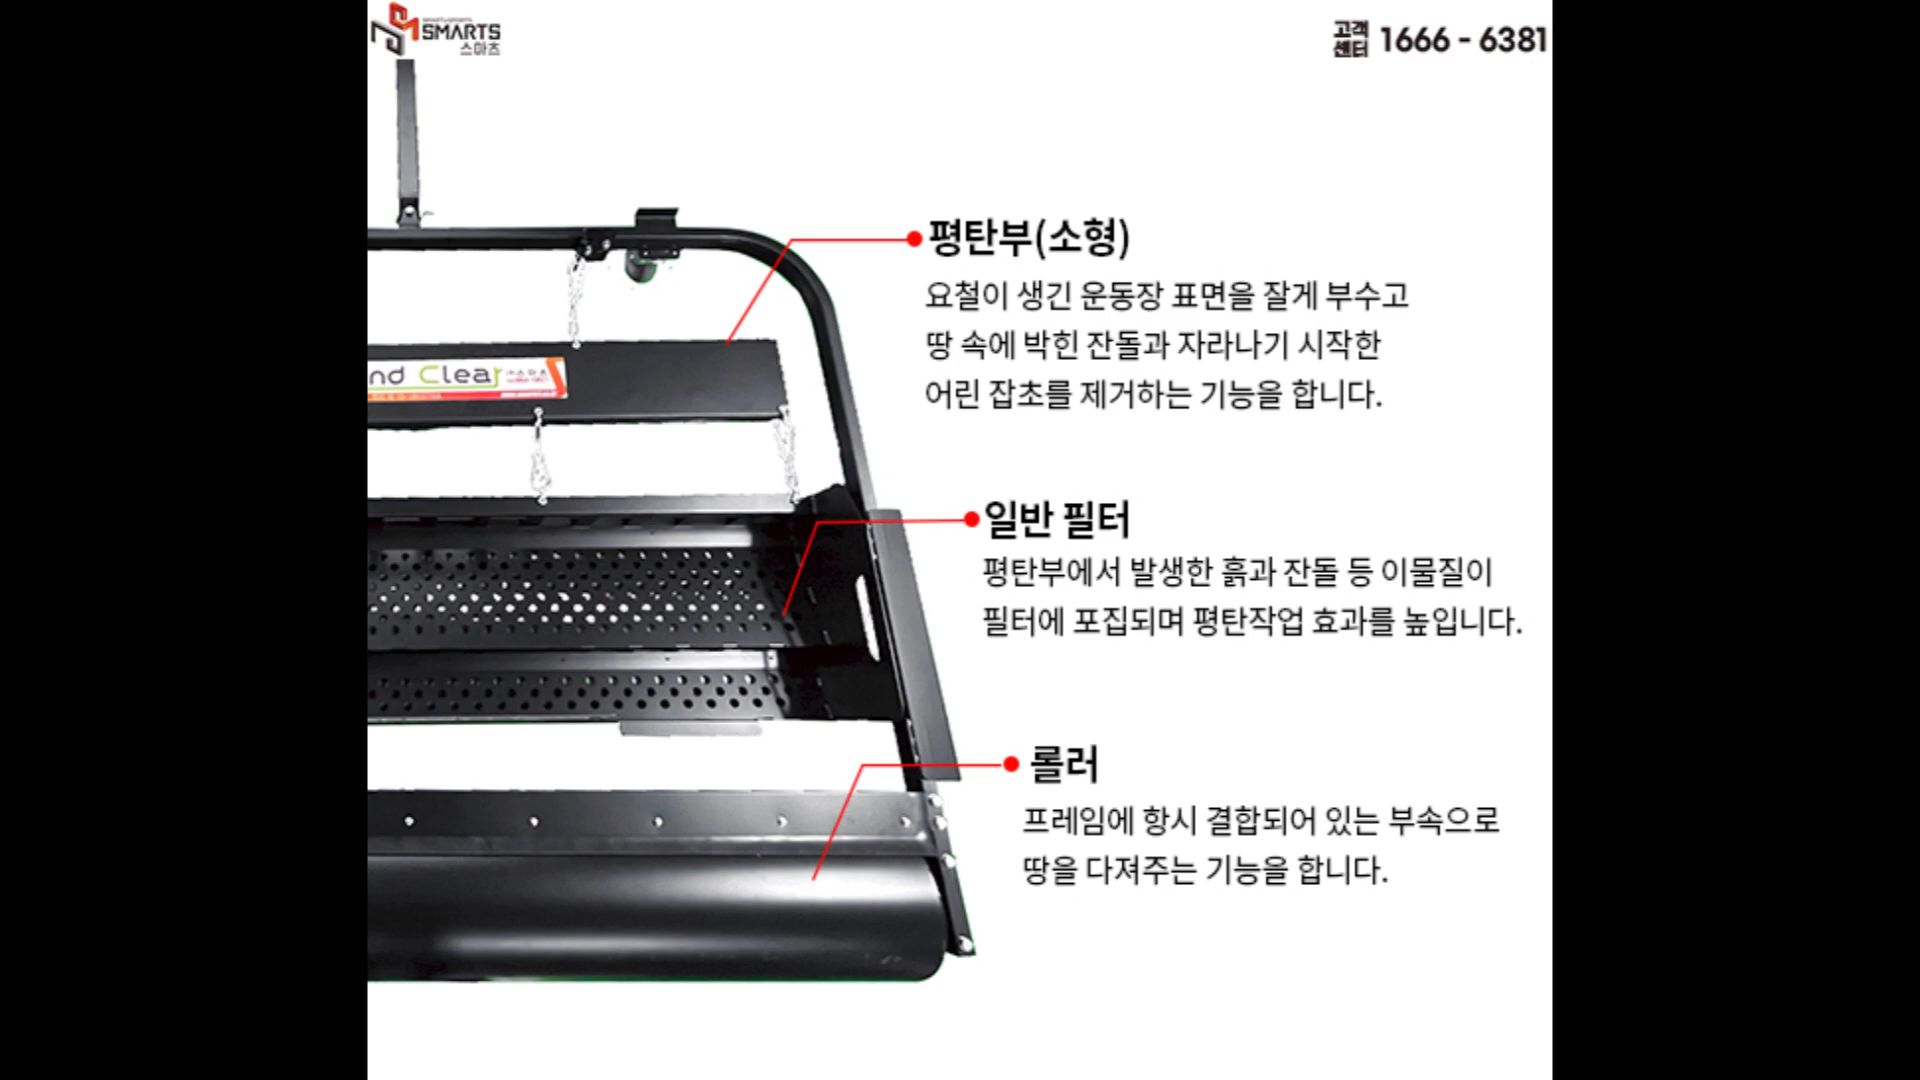 SMARTS
스마츠
고객
센터
1666 - 6381
평탄부(소형)
요철이 생긴 운동장 표면을 잘게 부수고
땅 속에 박힌 잔돌과 자라나기 시작한
어린 잡초를 제거하는 기능을 합니다.
nd Clear
일반 필터
평탄부에서 발생한 흙과 잔돌 등 이물질이
필터에 포집되며 평탄작업 효과를 높입니다.
롤러
프레임에 항시 결합되어 있는 부속으로
땅을 다져주는 기능을 합니다.